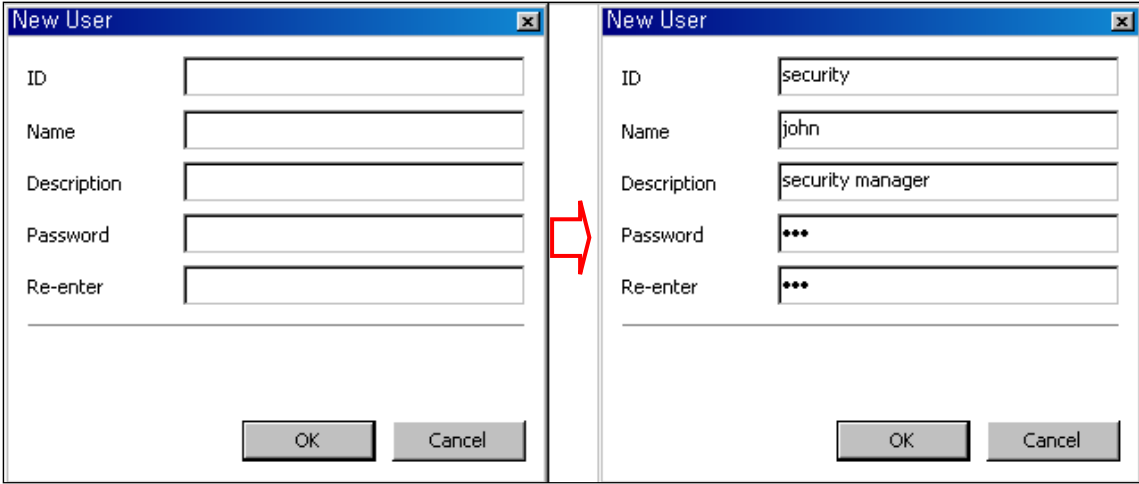 New User
ID
Name
Description
Password
Re-enter
OK Cancel
New User
ID security
Name john
Description security manager
Password •••
Re-enter •••
OK Cancel